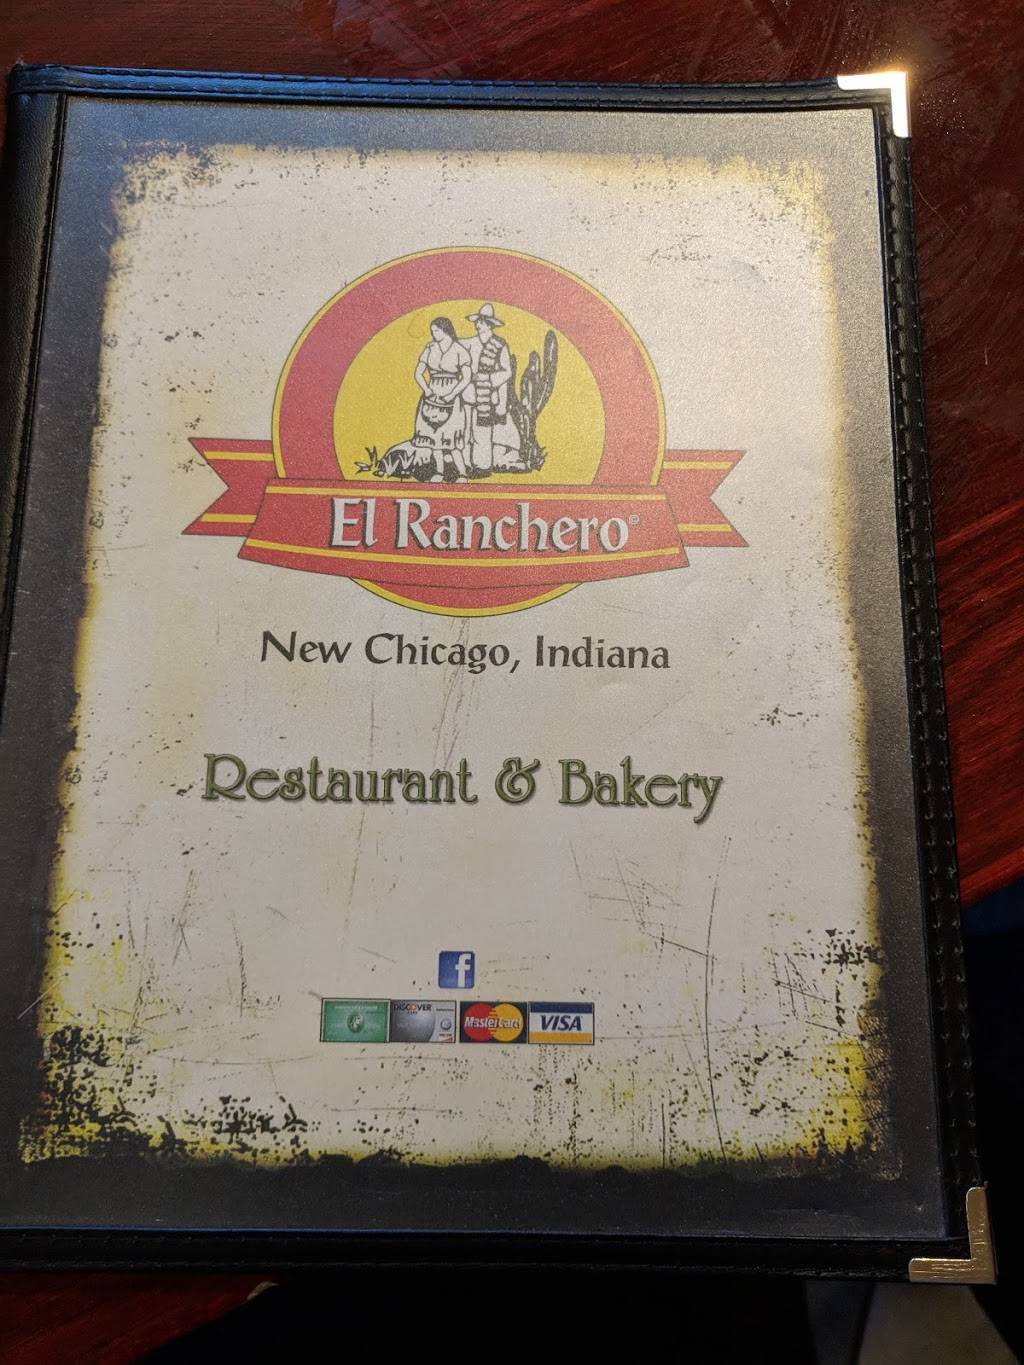 El Ranchero©
New Chicago, Indiana
Restaurant & Bakery
f
DISCOVER MasterCard VISA